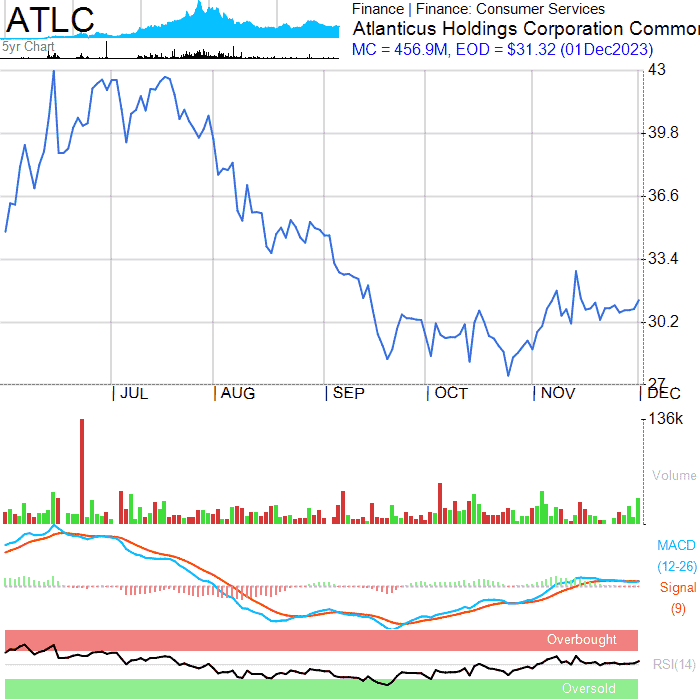 ATLC
5yr Chart
Finance | Finance: Consumer Services
Atlanticus Holdings Corporation Common
MC = 456.9M, EOD = $31.32 (01Dec2023)
43
39.8
36.6
33.4
30.2
27
| JUL | AUG | SEP | OCT | NOV | DEC
136k
Volume
MACD
(12-26)
Signal
(9)
Overbought
RSI(14)
Oversold